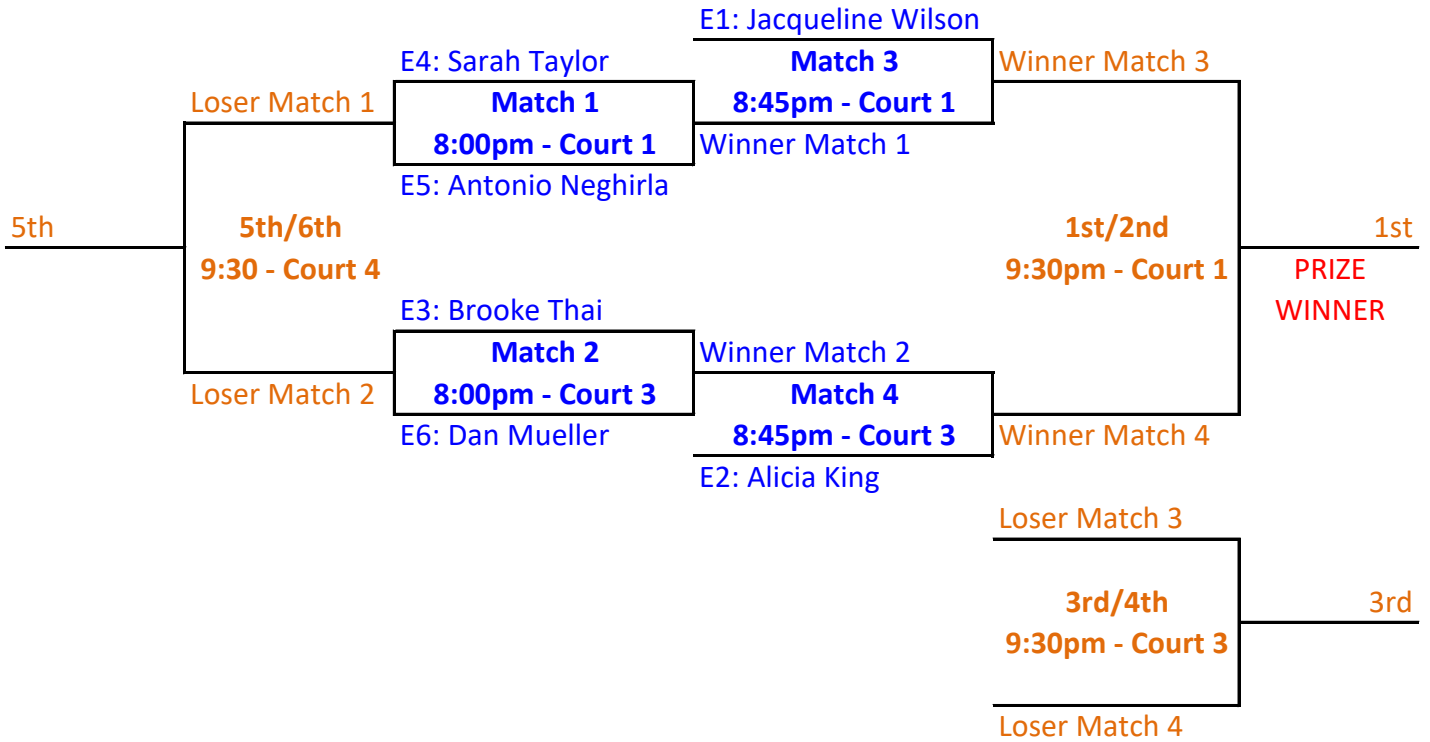 E1: Jacqueline Wilson
E4: Sarah Taylor
Match 3
Winner Match 3
Loser Match 1
Match 1
8:45pm - Court 1
8:00pm - Court 1
Winner Match 1
E5: Antonio Neghirla
5th
5th/6th
1st/2nd
1st
9:30 - Court 4
9:30pm - Court 1
PRIZE
E3: Brooke Thai
WINNER
Match 2
Winner Match 2
Loser Match 2
8:00pm - Court 3
Match 4
E6: Dan Mueller
8:45pm - Court 3
Winner Match 4
E2: Alicia King
Loser Match 3
3rd/4th
3rd
9:30pm - Court 3
Loser Match 4